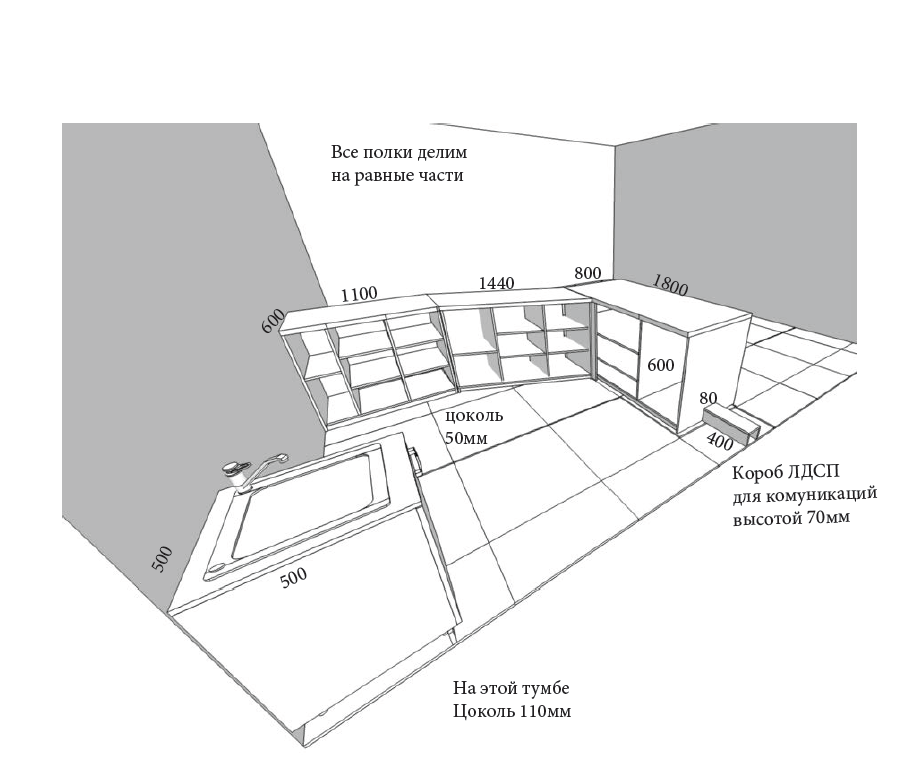 Все полки делим
на равные части
600
1100
1440
800
1800
600
80
400
цоколь
50мм
Короб ЛДСП
для комуникаций
высотой 70мм
500
500
На этой тумбе
Цоколь 110мм